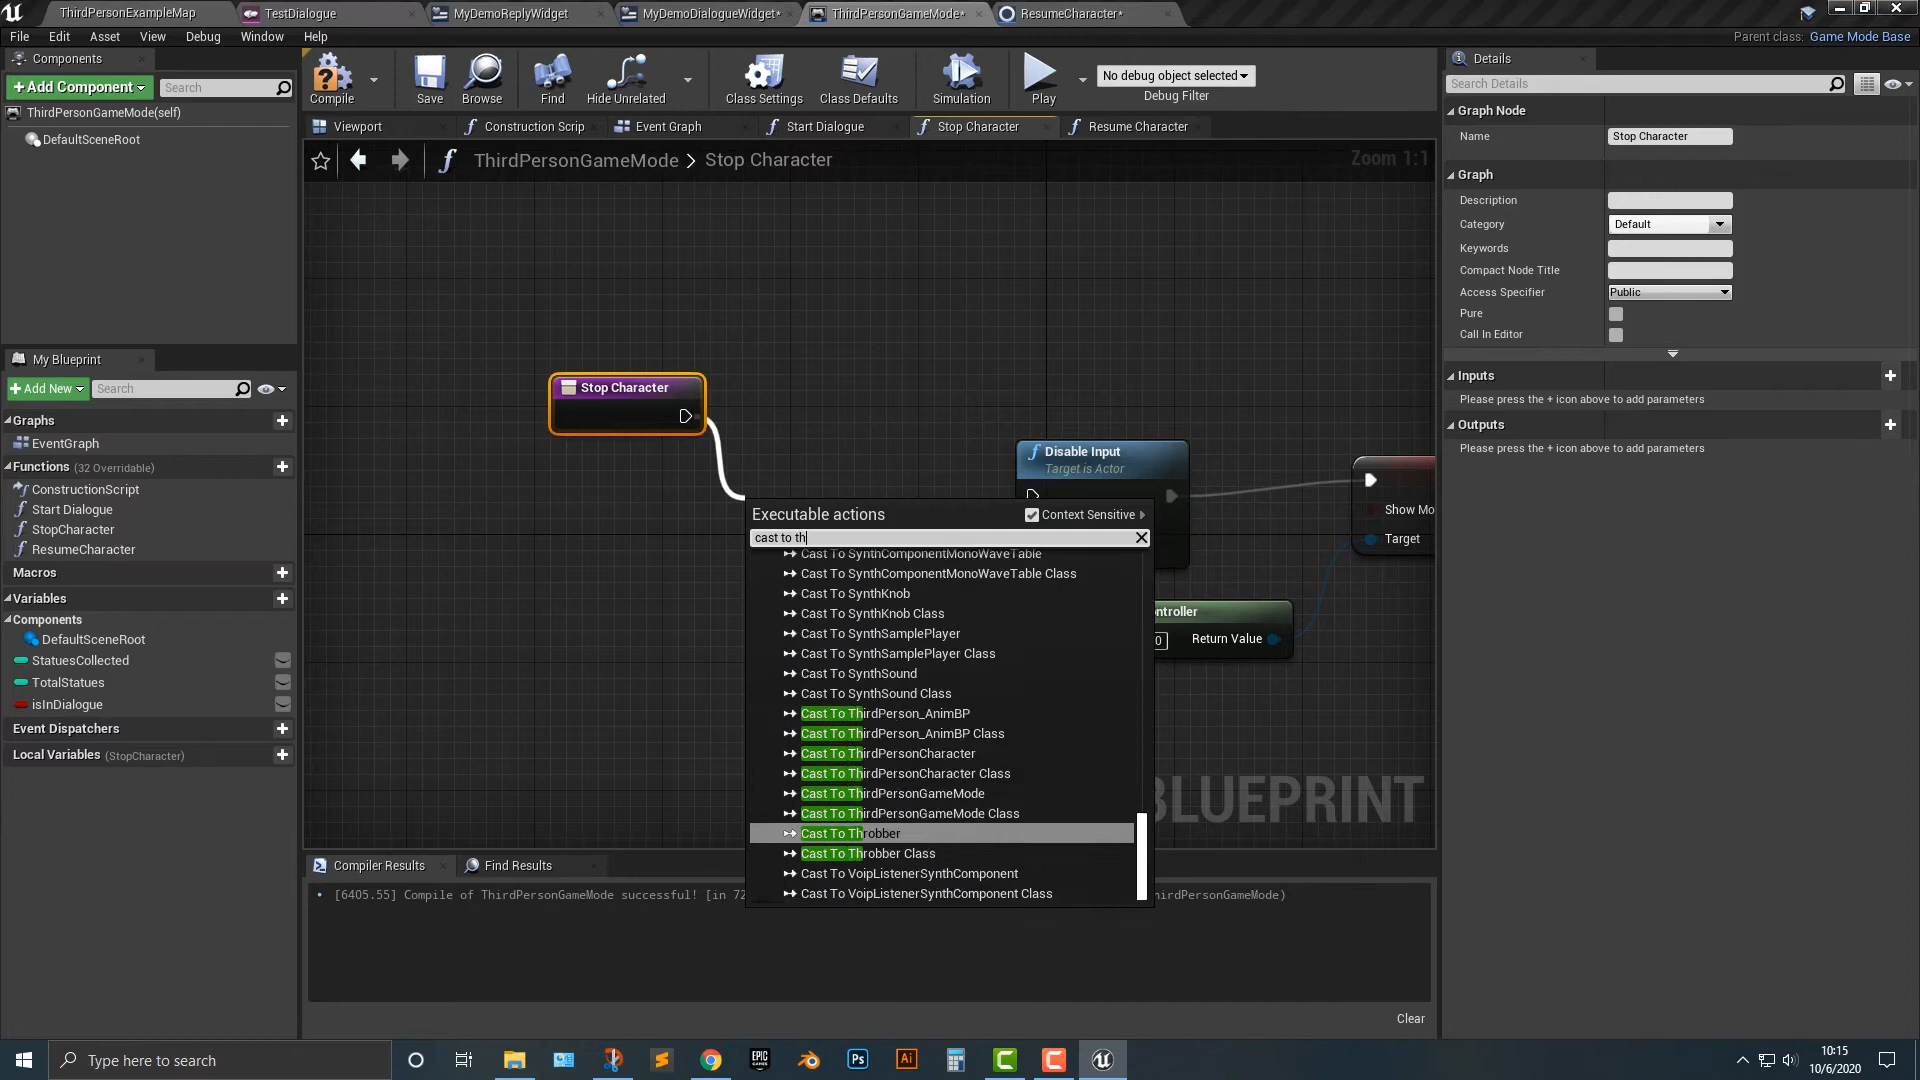 ThirdPersonExampleMap
TestDialogue
MyDemoReplyWidget
MyDemoDialogueWidget*
ThirdPersonGameMode*
ResumeCharacter*
File Edit Asset View Debug Window Help
Parent class: Game Mode Base
Components
+Add Component
Search
ThirdPersonGameMode(self)
DefaultSceneRoot
Compile
Save
Browse
Find
Hide Unrelated
Class Settings
Class Defaults
Simulation
Play
No debug object selected
Debug Filter
Viewport
Construction Scrip
Event Graph
Start Dialogue
Stop Character
Resume Character
ThirdPersonGameMode > Stop Character
Zoom 1:1
Stop Character
Disable Input
Target is Actor
Show Mo
Target
ontroller
0
Return Value
BLUEPRINT
Executable actions
Context Sensitive
cast to th
Cast To SynthComponentMonoWaveTable
Cast To SynthComponentMonoWaveTable Class
Cast To SynthKnob
Cast To SynthKnob Class
Cast To SynthSamplePlayer
Cast To SynthSamplePlayer Class
Cast To SynthSound
Cast To SynthSound Class
Cast To ThirdPerson_AnimBP
Cast To ThirdPerson_AnimBP Class
Cast To ThirdPersonCharacter
Cast To ThirdPersonCharacter Class
Cast To ThirdPersonGameMode
Cast To ThirdPersonGameMode Class
Cast To Throbber
Cast To Throbber Class
Cast To VoipListenerSynthComponent
Cast To VoipListenerSynthComponent Class
My Blueprint
+Add New
Search
Graphs
EventGraph
Functions (32 Overridable)
ConstructionScript
Start Dialogue
StopCharacter
ResumeCharacter
Macros
Variables
Components
DefaultSceneRoot
StatuesCollected
TotalStatues
isInDialogue
Event Dispatchers
Local Variables (StopCharacter)
Compiler Results
Find Results
[6405.55] Compile of ThirdPersonGameMode successful! [in 72
hirdPersonGameMode)
Clear
Details
Search Details
Graph Node
Name Stop Character
Graph
Description
Category Default
Keywords
Compact Node Title
Access Specifier Public
Pure
Call In Editor
Inputs
Please press the + icon above to add parameters
Outputs
Please press the + icon above to add parameters
Type here to search
EPIC GAMES
Ps
Ai
10:15
10/6/2020